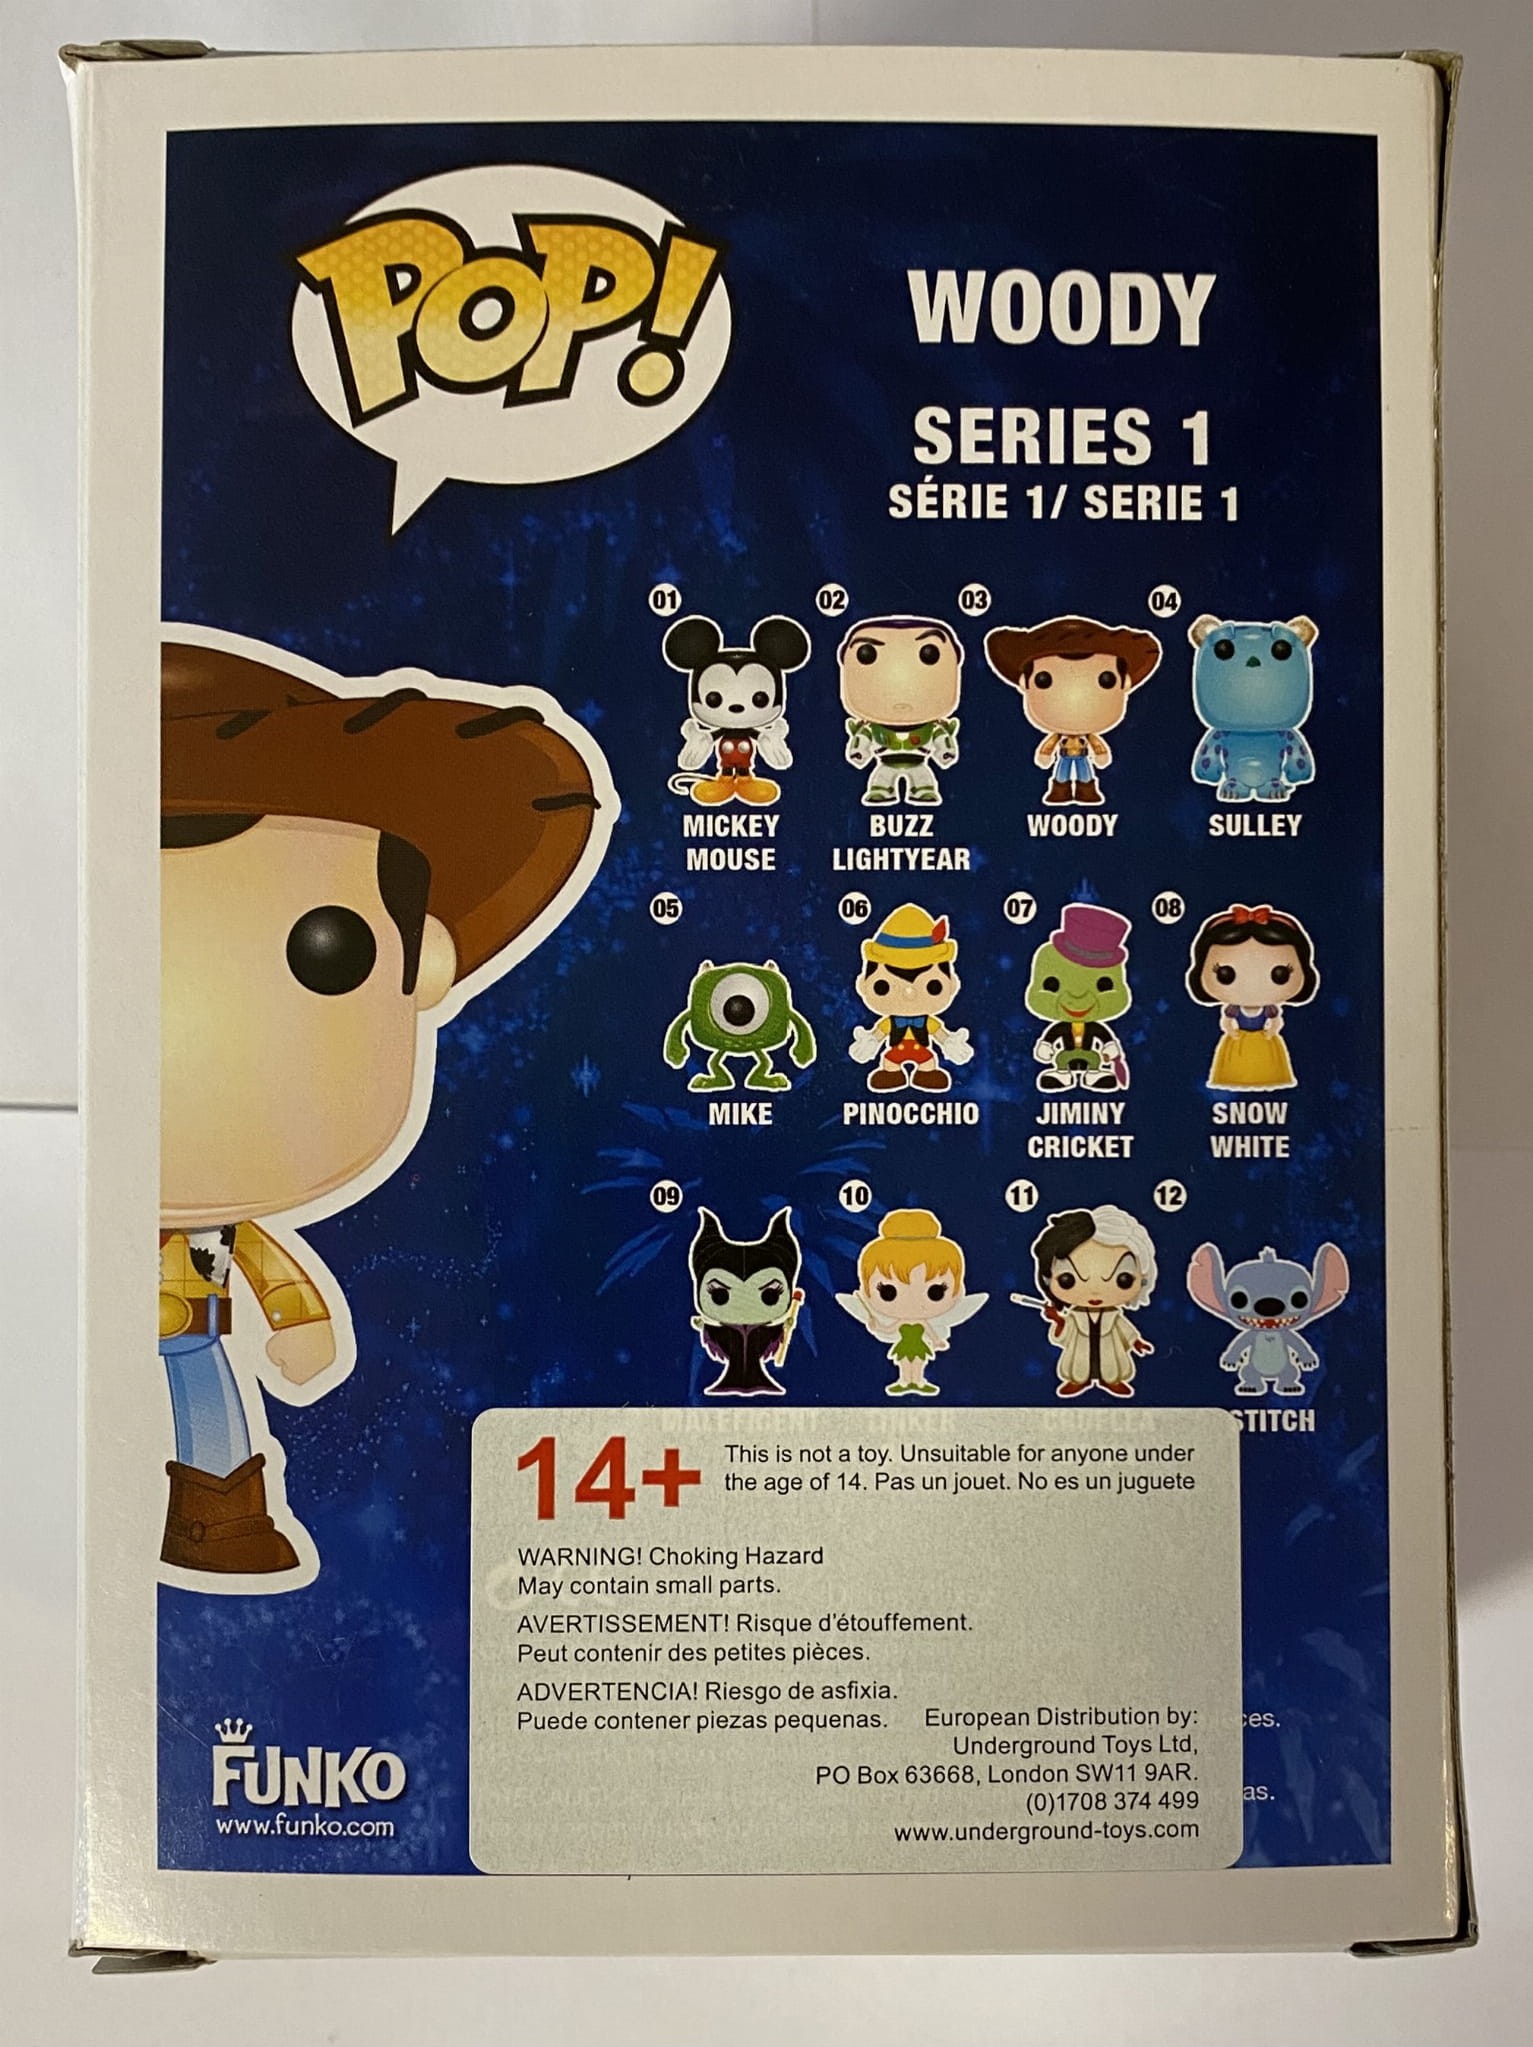 POP!
WOODY
SERIES 1
SÉRIE 1/ SERIE 1
01 02 03 04
MICKEY MOUSE
BUZZ LIGHTYEAR
WOODY
SULLEY
05 06 07 08
MIKE
PINOCCHIO
JIMINY CRICKET
SNOW WHITE
09 10 11 12
MALEFICENT TINKER CRUELLA STITCH
14+
This is not a toy. Unsuitable for anyone under
the age of 14. Pas un jouet. No es un juguete
WARNING! Choking Hazard
May contain small parts.
AVERTISSEMENT! Risque d'étouffement.
Peut contenir des petites pièces.
ADVERTENCIA! Riesgo de asfixia.
Puede contener piezas pequenas.
European Distribution by:
Underground Toys Ltd,
PO Box 63668, London SW11 9AR.
(0)1708 374 499
www.underground-toys.com
ces.
as.
FUNKO
www.funko.com